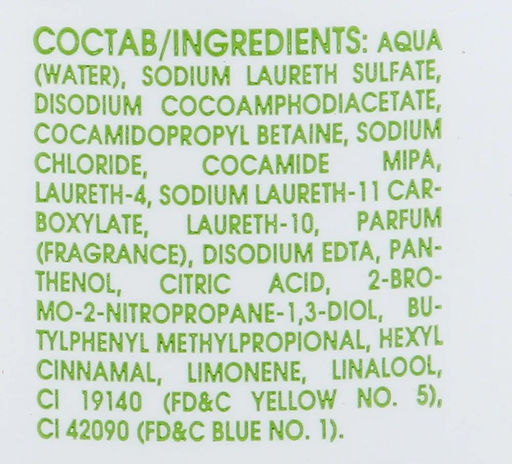 СОСТАВ/INGREDIENTS: AQUA
(WATER), SODIUM LAURETH SULFATE,
DISODIUM COCOAMPHODIACETATE,
COCAMIDOPROPYL BETAINE, SODIUM
CHLORIDE, COCAMIDE MIPA,
LAURETH-4, SODIUM LAURETH-11 CAR-
BOXYLATE, LAURETH-10, PARFUM
(FRAGRANCE), DISODIUM EDTA, PAN-
THENOL, CITRIC ACID, 2-BRO-
MO-2-NITROPROPANE-1,3-DIOL, BU-
TYLPHENYL METHYLPROPIONAL, HEXYL
CINNAMAL, LIMONENE, LINALOOL,
CI 19140 (FD&C YELLOW NO. 5),
CI 42090 (FD&C BLUE NO. 1).